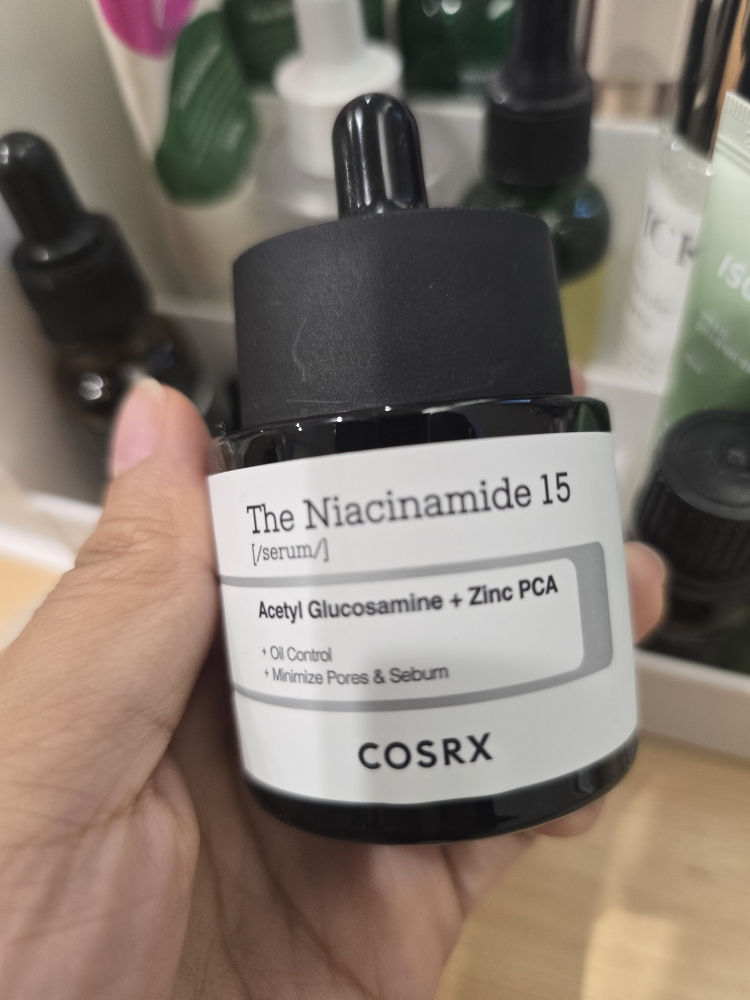 The Niacinamide 15
[/serum/]
Acetyl Glucosamine + Zinc PCA
+ Oil Control
+ Minimize Pores & Sebum
COSRX